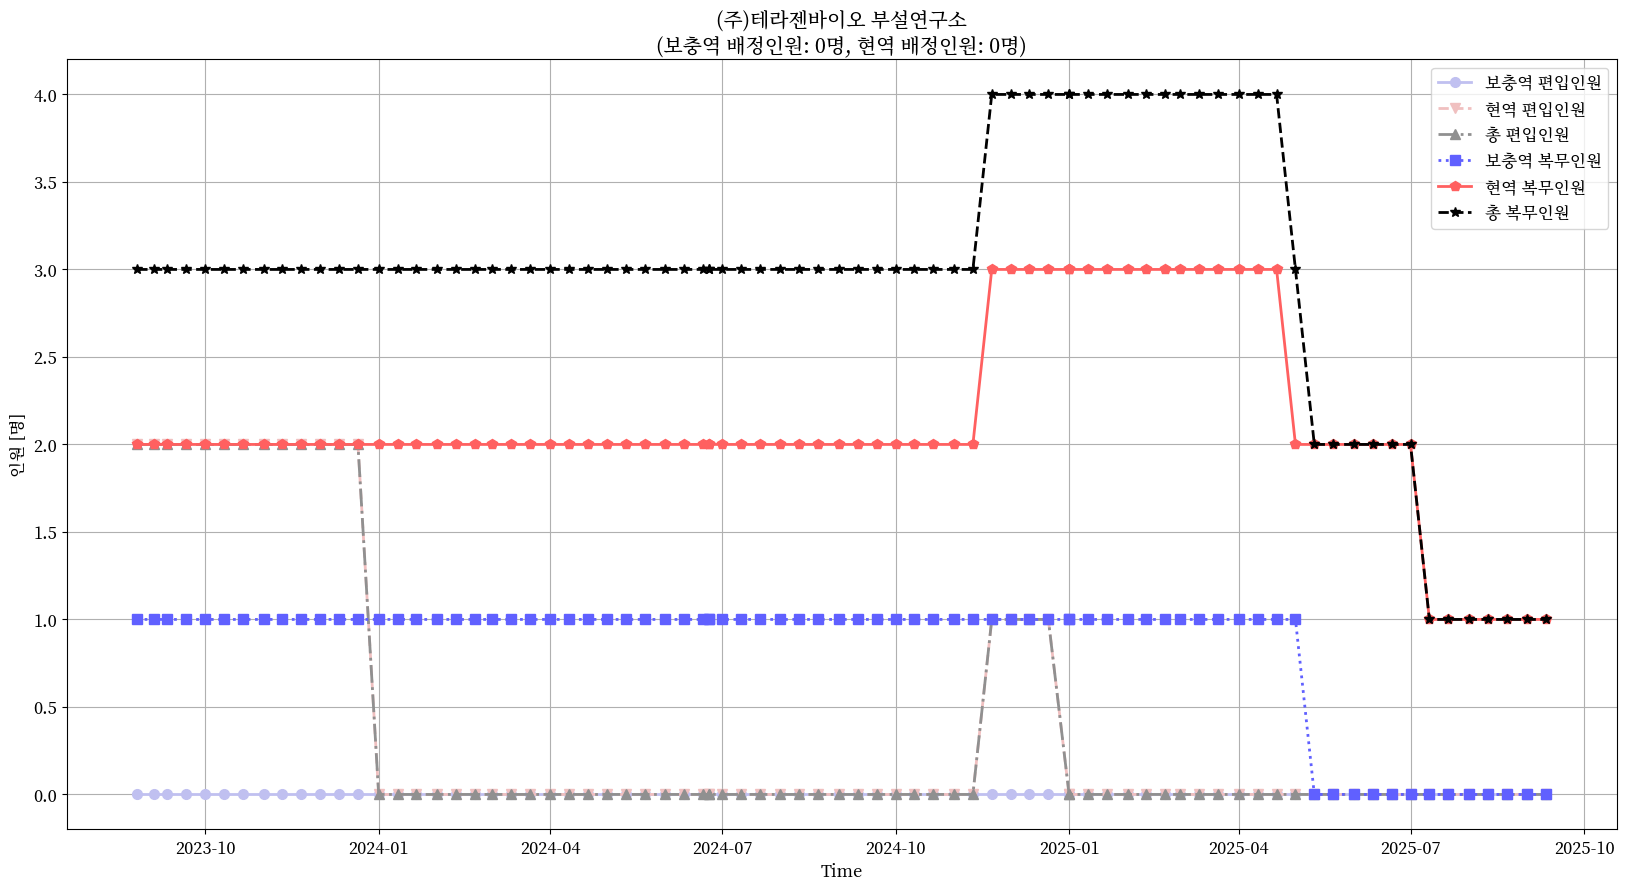 (주)테라젠바이오 부설연구소
(보충역 배정인원: 0명, 현역 배정인원: 0명)
보충역 편입인원
현역 편입인원
총 편입인원
보충역 복무인원
현역 복무인원
총 복무인원
인원 [명]
4.0
3.5
3.0
2.5
2.0
1.5
1.0
0.5
0.0
2023-10
2024-01
2024-04
2024-07
2024-10
2025-01
2025-04
2025-07
2025-10
Time